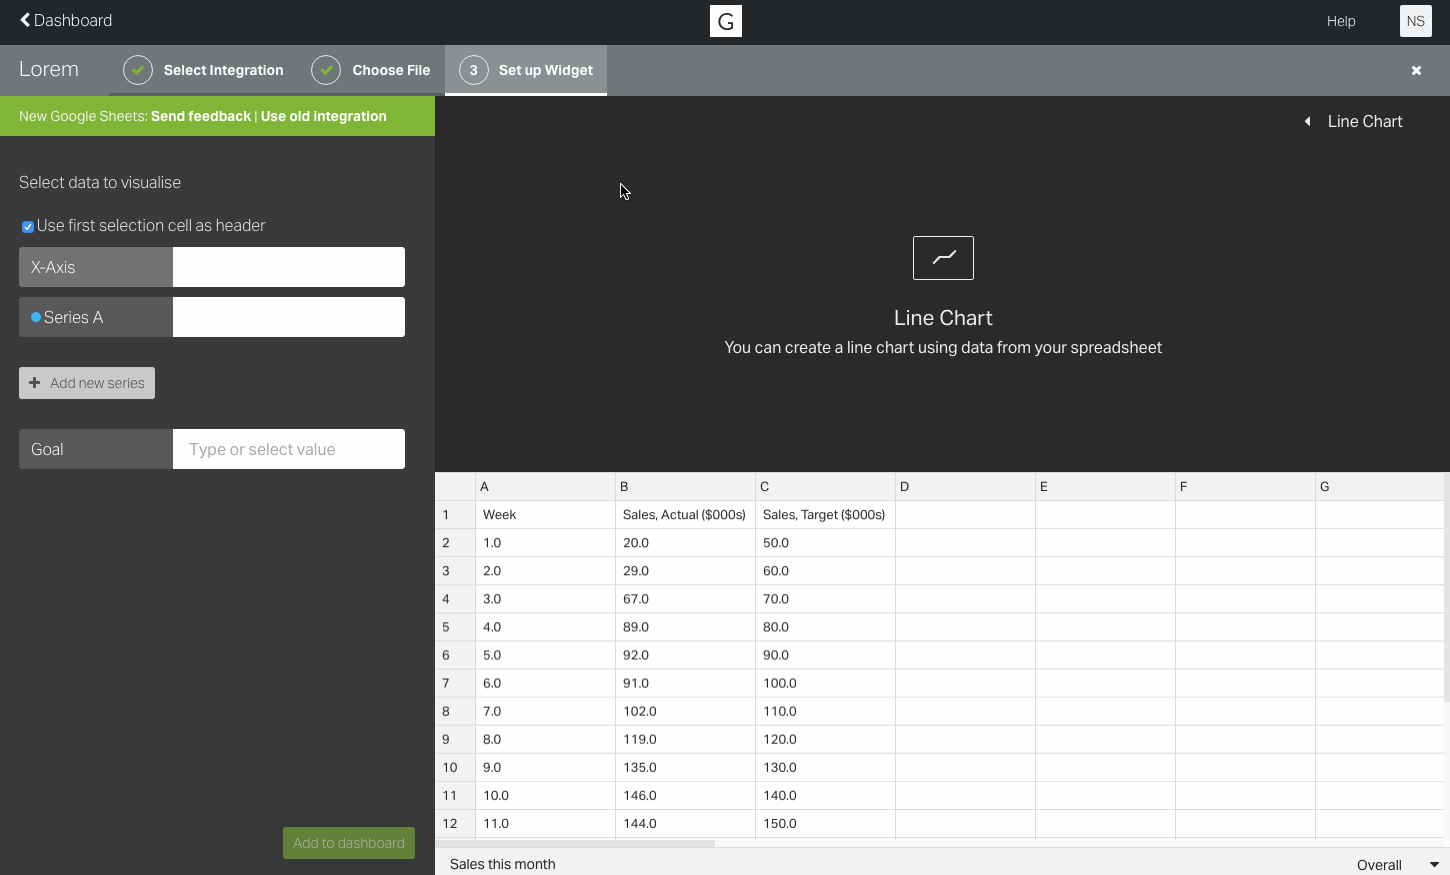 Dashboard
G
Help
NS
Lorem
Select Integration
Choose File
3 Set up Widget
New Google Sheets: Send feedback | Use old integration
Line Chart
Select data to visualise
Use first selection cell as header
X-Axis
Series A
Add new series
Goal Type or select value
Add to dashboard
Line Chart
You can create a line chart using data from your spreadsheet
A B C D E F G
1 Week Sales, Actual ($000s) Sales, Target ($000s)
2 1.0 20.0 50.0
3 2.0 29.0 60.0
4 3.0 67.0 70.0
5 4.0 89.0 80.0
6 5.0 92.0 90.0
7 6.0 91.0 100.0
8 7.0 102.0 110.0
9 8.0 119.0 120.0
10 9.0 135.0 130.0
11 10.0 146.0 140.0
12 11.0 144.0 150.0
Sales this month Overall